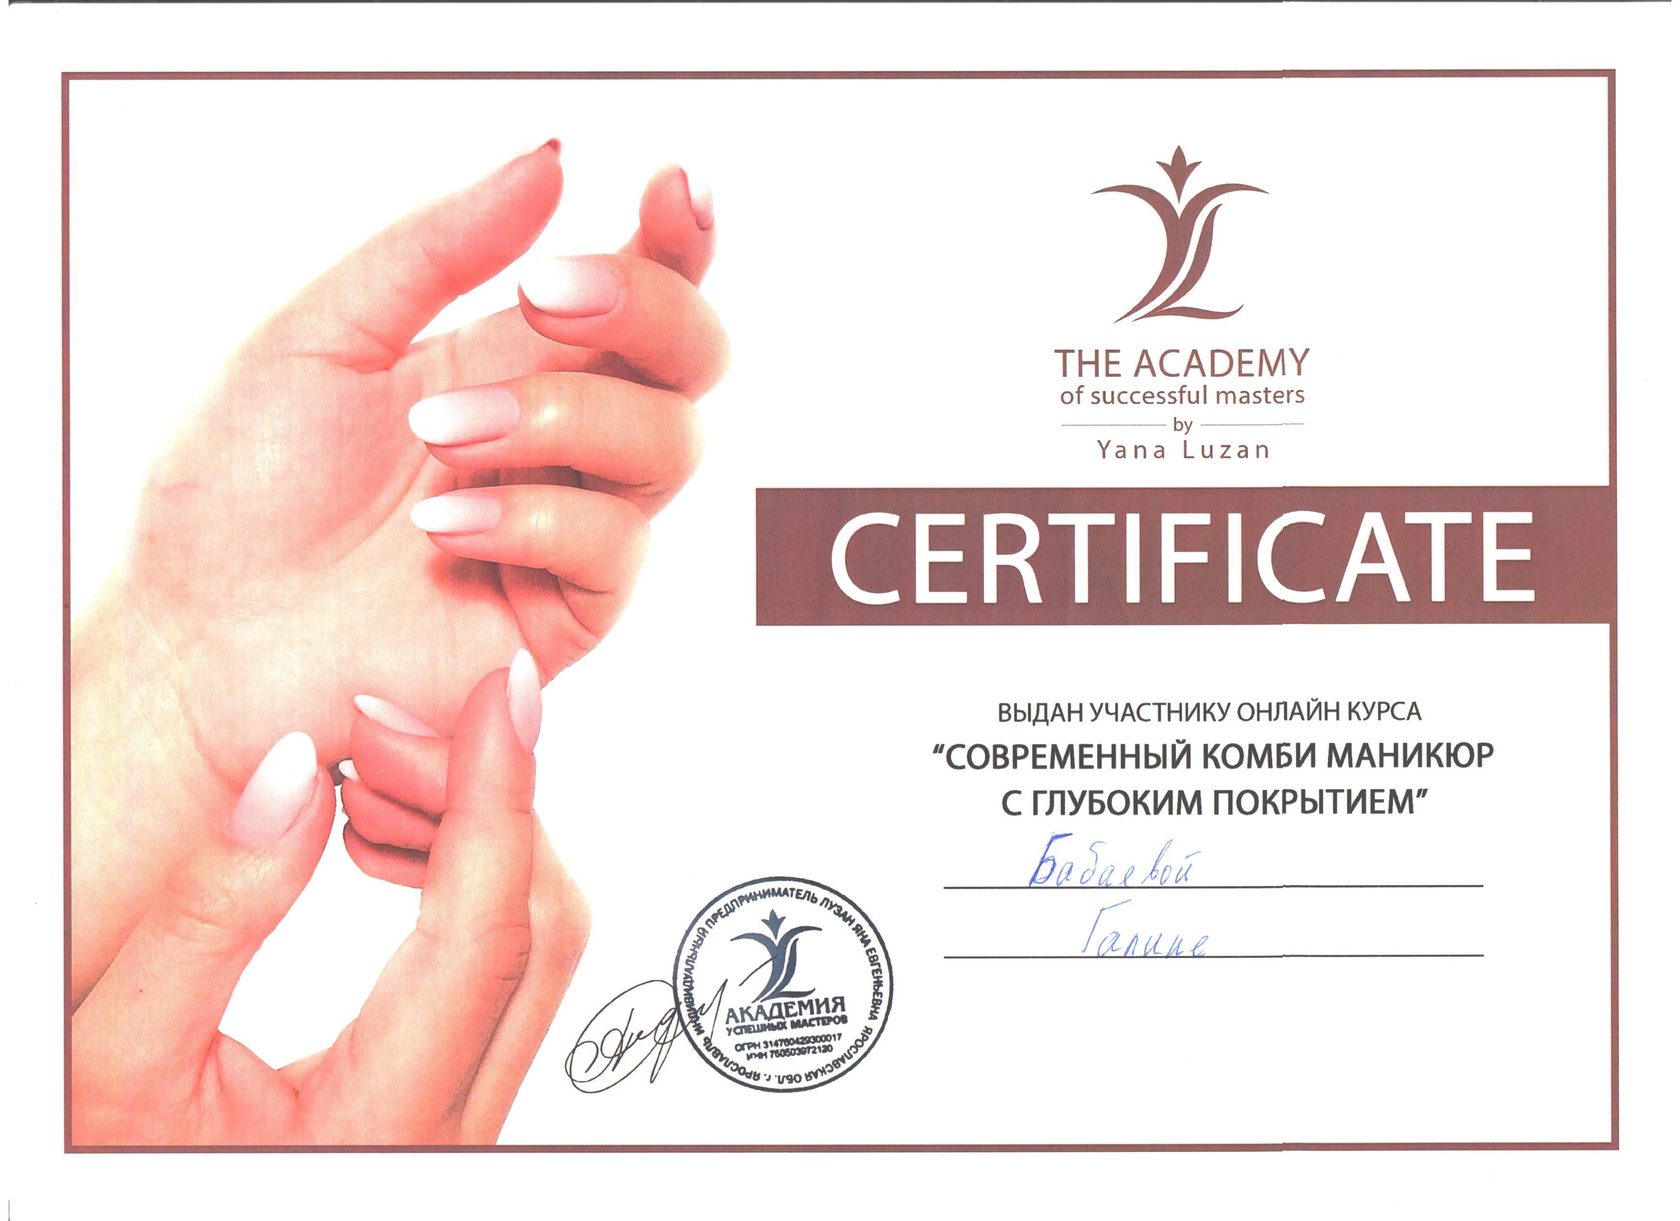 THE ACADEMY
of successful masters
by
Yana Luzan
CERTIFICATE
ВЫДАН УЧАСТНИКУ ОНЛАЙН КУРСА
“СОВРЕМЕННЫЙ КОМБИ МАНИКЮР
С ГЛУБОКИМ ПОКРЫТИЕМ”
Бабаевой
Галине
ИНДИВИДУАЛЬНЫЙ ПРЕДПРИНИМАТЕЛЬ ЛУЗАН ЯНА ЕВГЕНЬЕВНА
ЯРОСЛАВСКАЯ ОБЛ. г. ЯРОСЛАВЛЬ
АКАДЕМИЯ
УСПЕШНЫХ МАСТЕРОВ
ОГРН 314760429300017
ИНН 760503972120